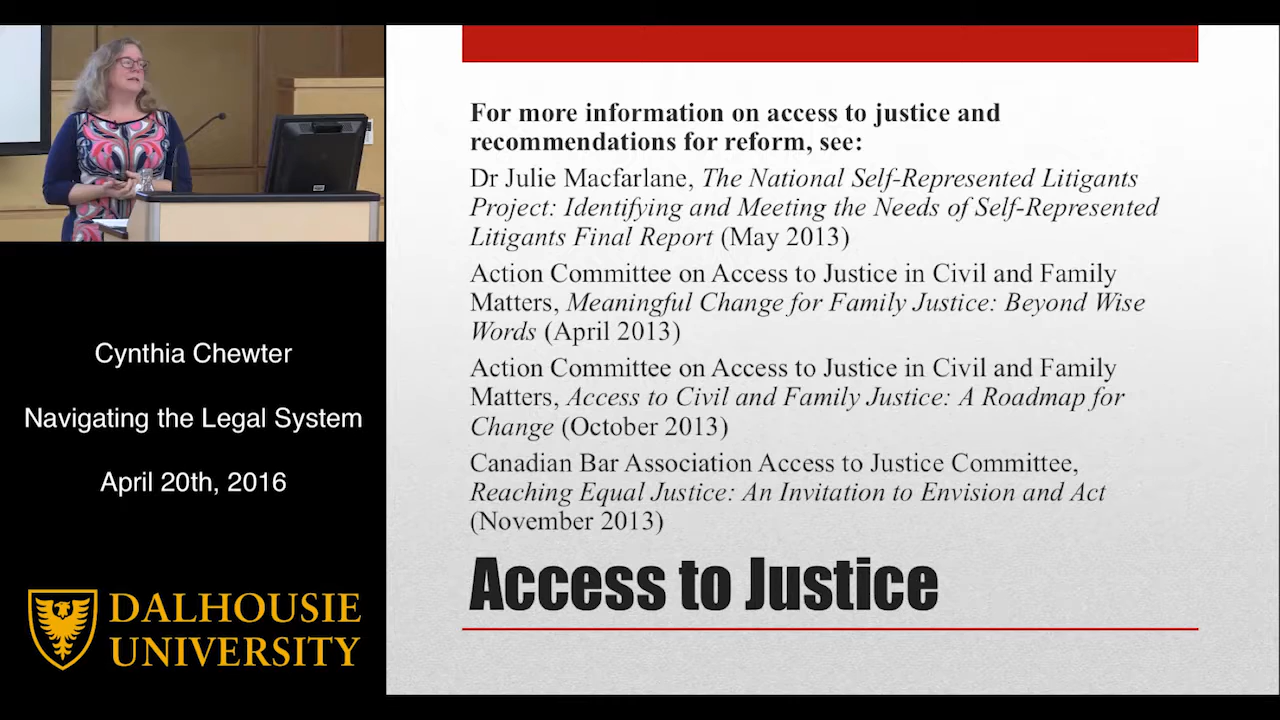 Cynthia Chewter
Navigating the Legal System
April 20th, 2016
DALHOUSIE
UNIVERSITY
For more information on access to justice and
recommendations for reform, see:
Dr Julie Macfarlane, The National Self-Represented Litigants
Project: Identifying and Meeting the Needs of Self-Represented
Litigants Final Report (May 2013)
Action Committee on Access to Justice in Civil and Family
Matters, Meaningful Change for Family Justice: Beyond Wise
Words (April 2013)
Action Committee on Access to Justice in Civil and Family
Matters, Access to Civil and Family Justice: A Roadmap for
Change (October 2013)
Canadian Bar Association Access to Justice Committee,
Reaching Equal Justice: An Invitation to Envision and Act
(November 2013)
Access to Justice